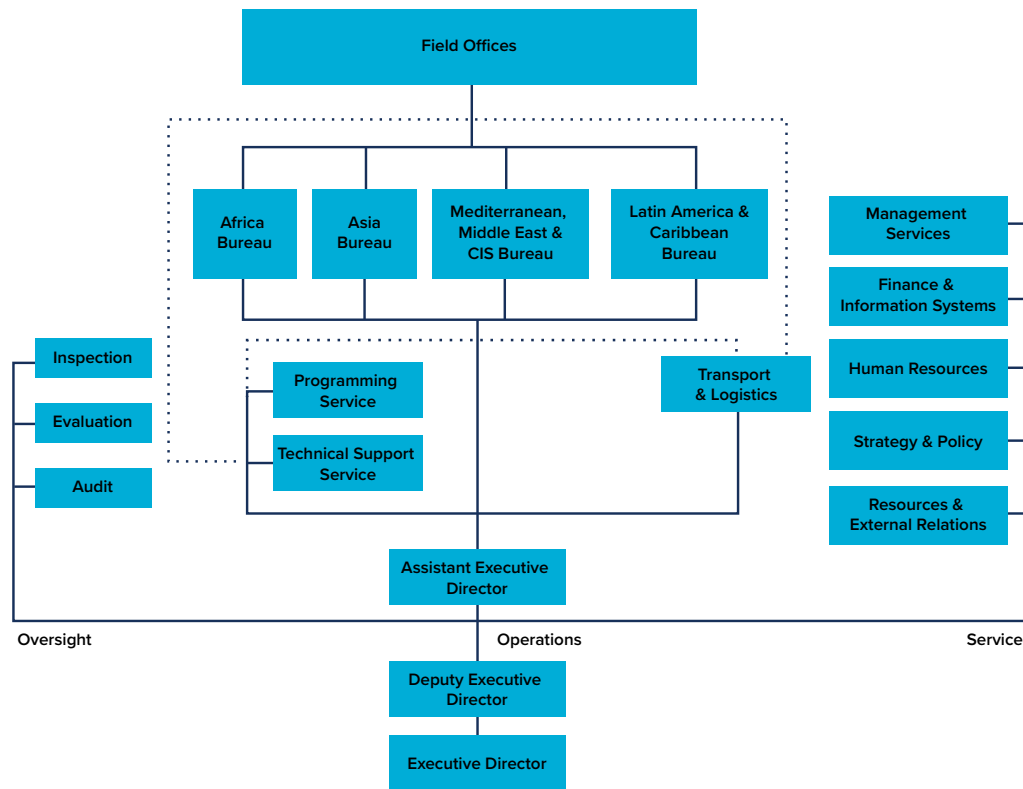 Field Offices
Africa
Bureau
Asia
Bureau
Mediterranean,
Middle East &
CIS Bureau
Latin America &
Caribbean
Bureau
Management
Services
Finance &
Information Systems
Human Resources
Strategy & Policy
Resources &
External Relations
Inspection
Evaluation
Audit
Programming
Service
Technical Support
Service
Transport
& Logistics
Assistant Executive
Director
Oversight
Operations
Service
Deputy Executive
Director
Executive Director